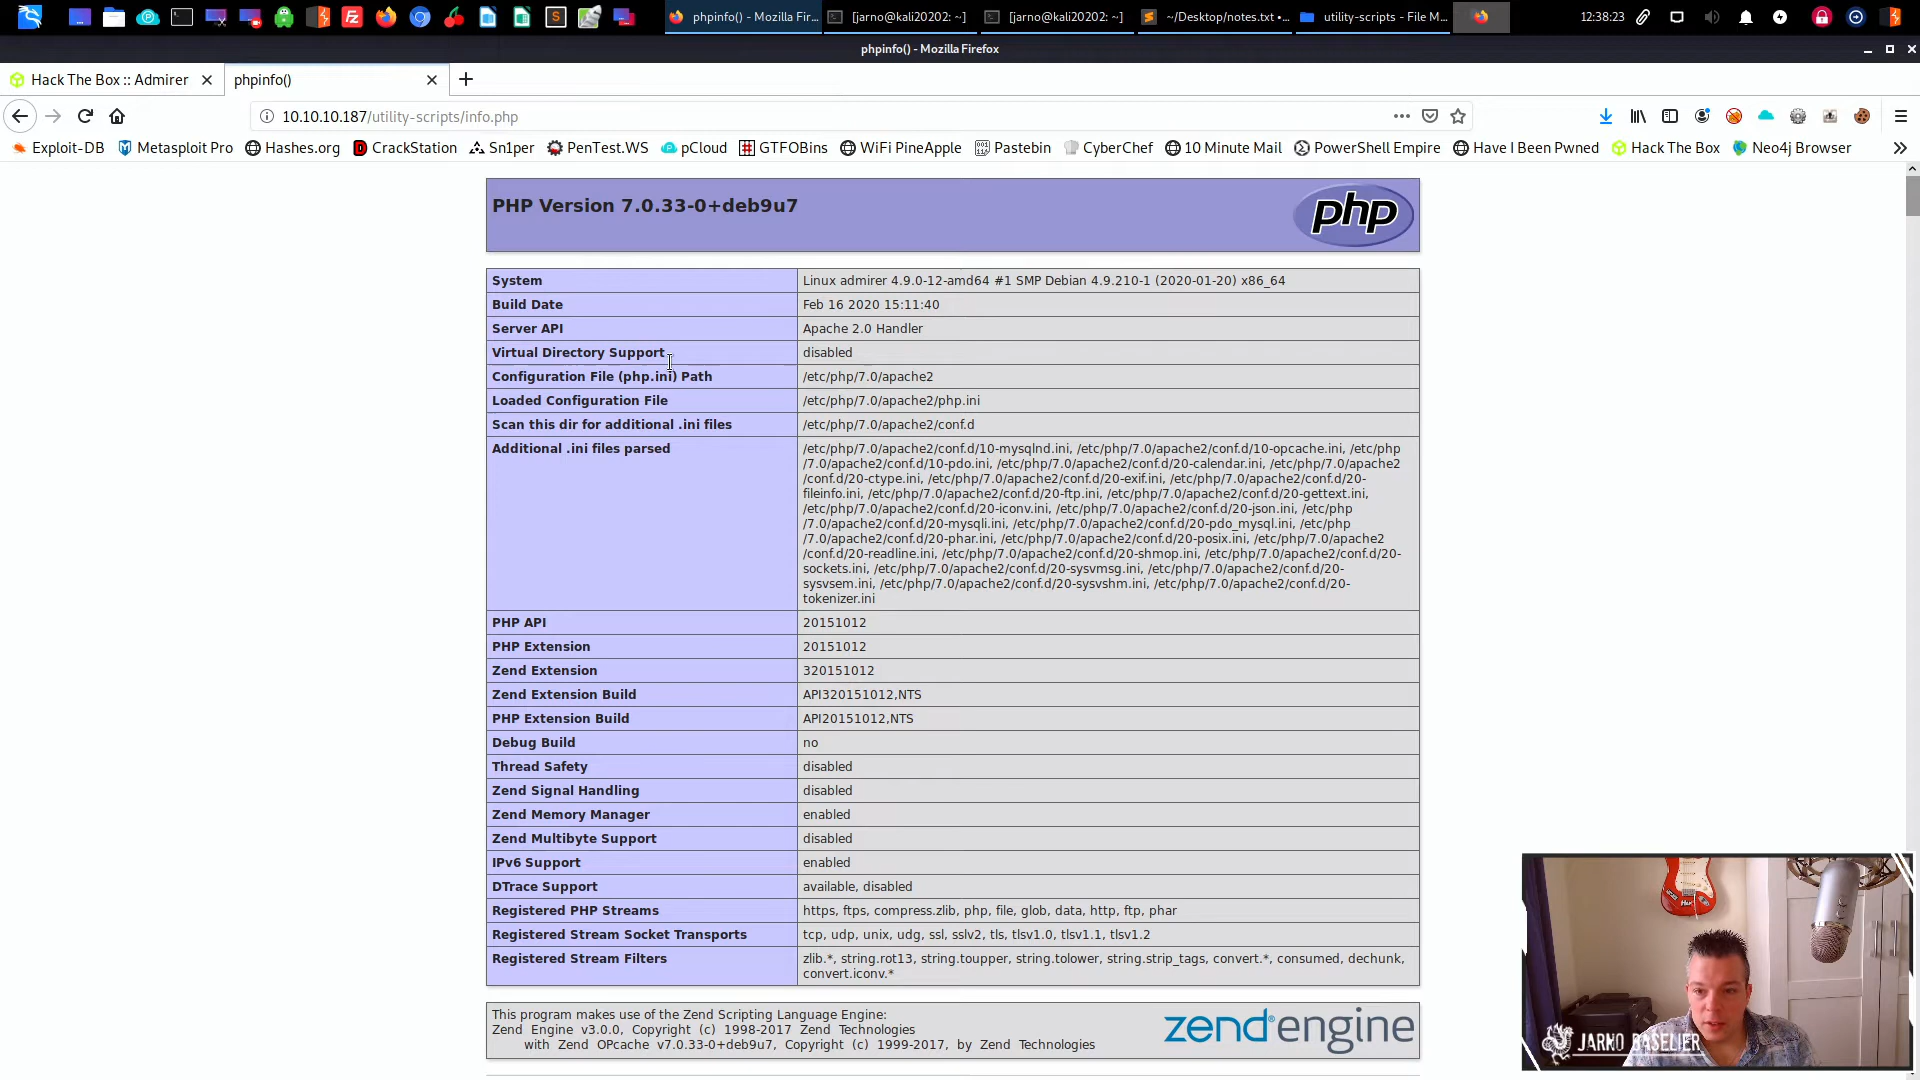 phpinfo() - Mozilla Fir...
[jarno@kali20202: ~]
[jarno@kali20202: ~]
~/Desktop/notes.txt •...
utility-scripts - File M...
12:38:23
phpinfo() - Mozilla Firefox
Hack The Box :: Admirer
phpinfo()
10.10.10.187/utility-scripts/info.php
Exploit-DB
Metasploit Pro
Hashes.org
CrackStation
Sn1per
PenTest.WS
pCloud
GTFOBins
WiFi PineApple
Pastebin
CyberChef
10 Minute Mail
PowerShell Empire
Have I Been Pwned
Hack The Box
Neo4j Browser
PHP Version 7.0.33-0+deb9u7
php
System Linux admirer 4.9.0-12-amd64 #1 SMP Debian 4.9.210-1 (2020-01-20) x86_64
Build Date Feb 16 2020 15:11:40
Server API Apache 2.0 Handler
Virtual Directory Support disabled
Configuration File (php.ini) Path /etc/php/7.0/apache2
Loaded Configuration File /etc/php/7.0/apache2/php.ini
Scan this dir for additional .ini files /etc/php/7.0/apache2/conf.d
Additional .ini files parsed /etc/php/7.0/apache2/conf.d/10-mysqlnd.ini, /etc/php/7.0/apache2/conf.d/10-opcache.ini, /etc/php
/7.0/apache2/conf.d/10-pdo.ini, /etc/php/7.0/apache2/conf.d/20-calendar.ini, /etc/php/7.0/apache2
/conf.d/20-ctype.ini, /etc/php/7.0/apache2/conf.d/20-exif.ini, /etc/php/7.0/apache2/conf.d/20-
fileinfo.ini, /etc/php/7.0/apache2/conf.d/20-ftp.ini, /etc/php/7.0/apache2/conf.d/20-gettext.ini,
/etc/php/7.0/apache2/conf.d/20-iconv.ini, /etc/php/7.0/apache2/conf.d/20-json.ini, /etc/php
/7.0/apache2/conf.d/20-mysqli.ini, /etc/php/7.0/apache2/conf.d/20-pdo_mysql.ini, /etc/php
/7.0/apache2/conf.d/20-phar.ini, /etc/php/7.0/apache2/conf.d/20-posix.ini, /etc/php/7.0/apache2
/conf.d/20-readline.ini, /etc/php/7.0/apache2/conf.d/20-shmop.ini, /etc/php/7.0/apache2/conf.d/20-
sockets.ini, /etc/php/7.0/apache2/conf.d/20-sysvmsg.ini, /etc/php/7.0/apache2/conf.d/20-
sysvsem.ini, /etc/php/7.0/apache2/conf.d/20-sysvshm.ini, /etc/php/7.0/apache2/conf.d/20-
tokenizer.ini
PHP API 20151012
PHP Extension 20151012
Zend Extension 320151012
Zend Extension Build API320151012,NTS
PHP Extension Build API20151012,NTS
Debug Build no
Thread Safety disabled
Zend Signal Handling disabled
Zend Memory Manager enabled
Zend Multibyte Support disabled
IPv6 Support enabled
DTrace Support available, disabled
Registered PHP Streams https, ftps, compress.zlib, php, file, glob, data, http, ftp, phar
Registered Stream Socket Transports tcp, udp, unix, udg, ssl, sslv2, tls, tlsv1.0, tlsv1.1, tlsv1.2
Registered Stream Filters zlib.*, string.rot13, string.toupper, string.tolower, string.strip_tags, convert.*, consumed, dechunk,
convert.iconv.*
This program makes use of the Zend Scripting Language Engine:
Zend Engine v3.0.0, Copyright (c) 1998-2017 Zend Technologies
with Zend OPcache v7.0.33-0+deb9u7, Copyright (c) 1999-2017, by Zend Technologies
zend engine
JARNO BASELIER